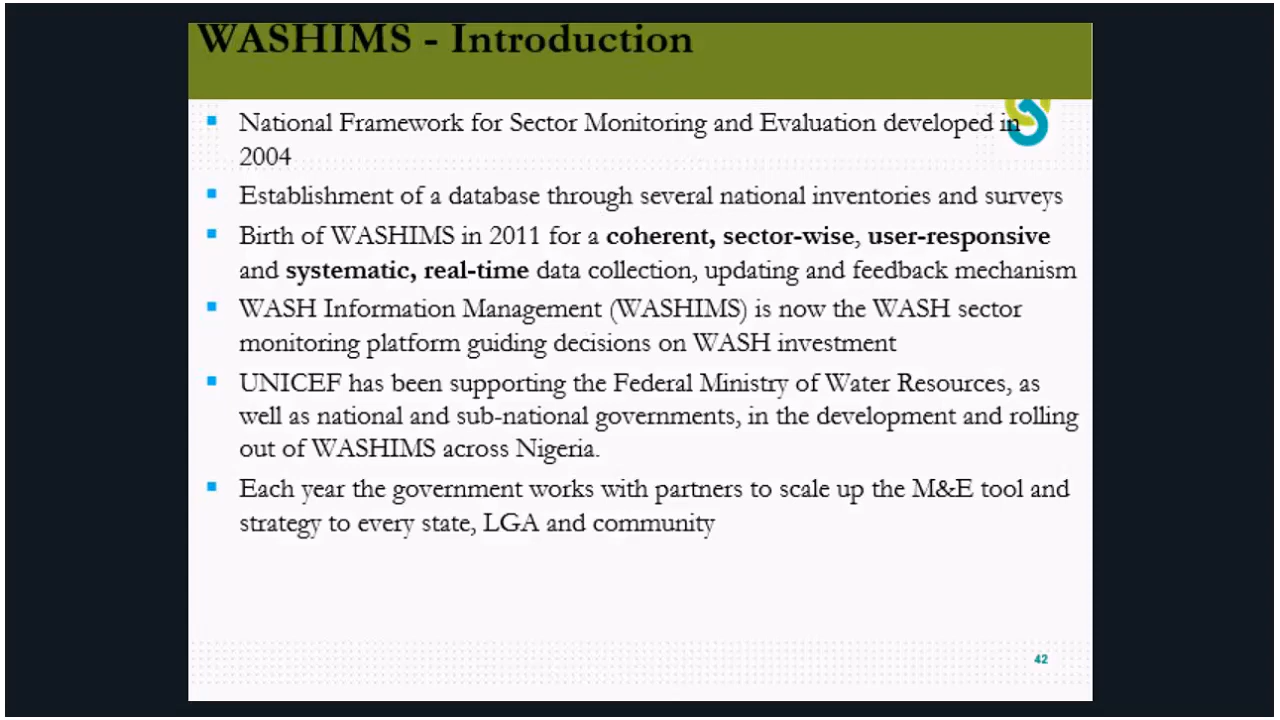 WASHIMS - Introduction
National Framework for Sector Monitoring and Evaluation developed in
2004
Establishment of a database through several national inventories and surveys
Birth of WASHIMS in 2011 for a coherent, sector-wise, user-responsive
and systematic, real-time data collection, updating and feedback mechanism
WASH Information Management (WASHIMS) is now the WASH sector
monitoring platform guiding decisions on WASH investment
UNICEF has been supporting the Federal Ministry of Water Resources, as
well as national and sub-national governments, in the development and rolling
out of WASHIMS across Nigeria.
Each year the government works with partners to scale up the M&E tool and
strategy to every state, LGA and community
42